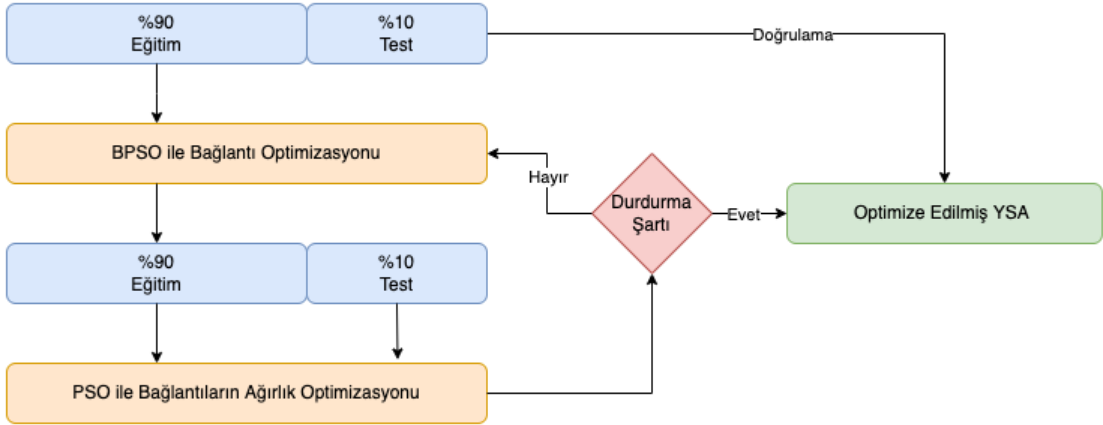 %90
Eğitim
%10
Test
Doğrulama
BPSO ile Bağlantı Optimizasyonu
Hayır
Durdurma
Şartı
Evet
Optimize Edilmiş YSA
%90
Eğitim
%10
Test
PSO ile Bağlantıların Ağırlık Optimizasyonu